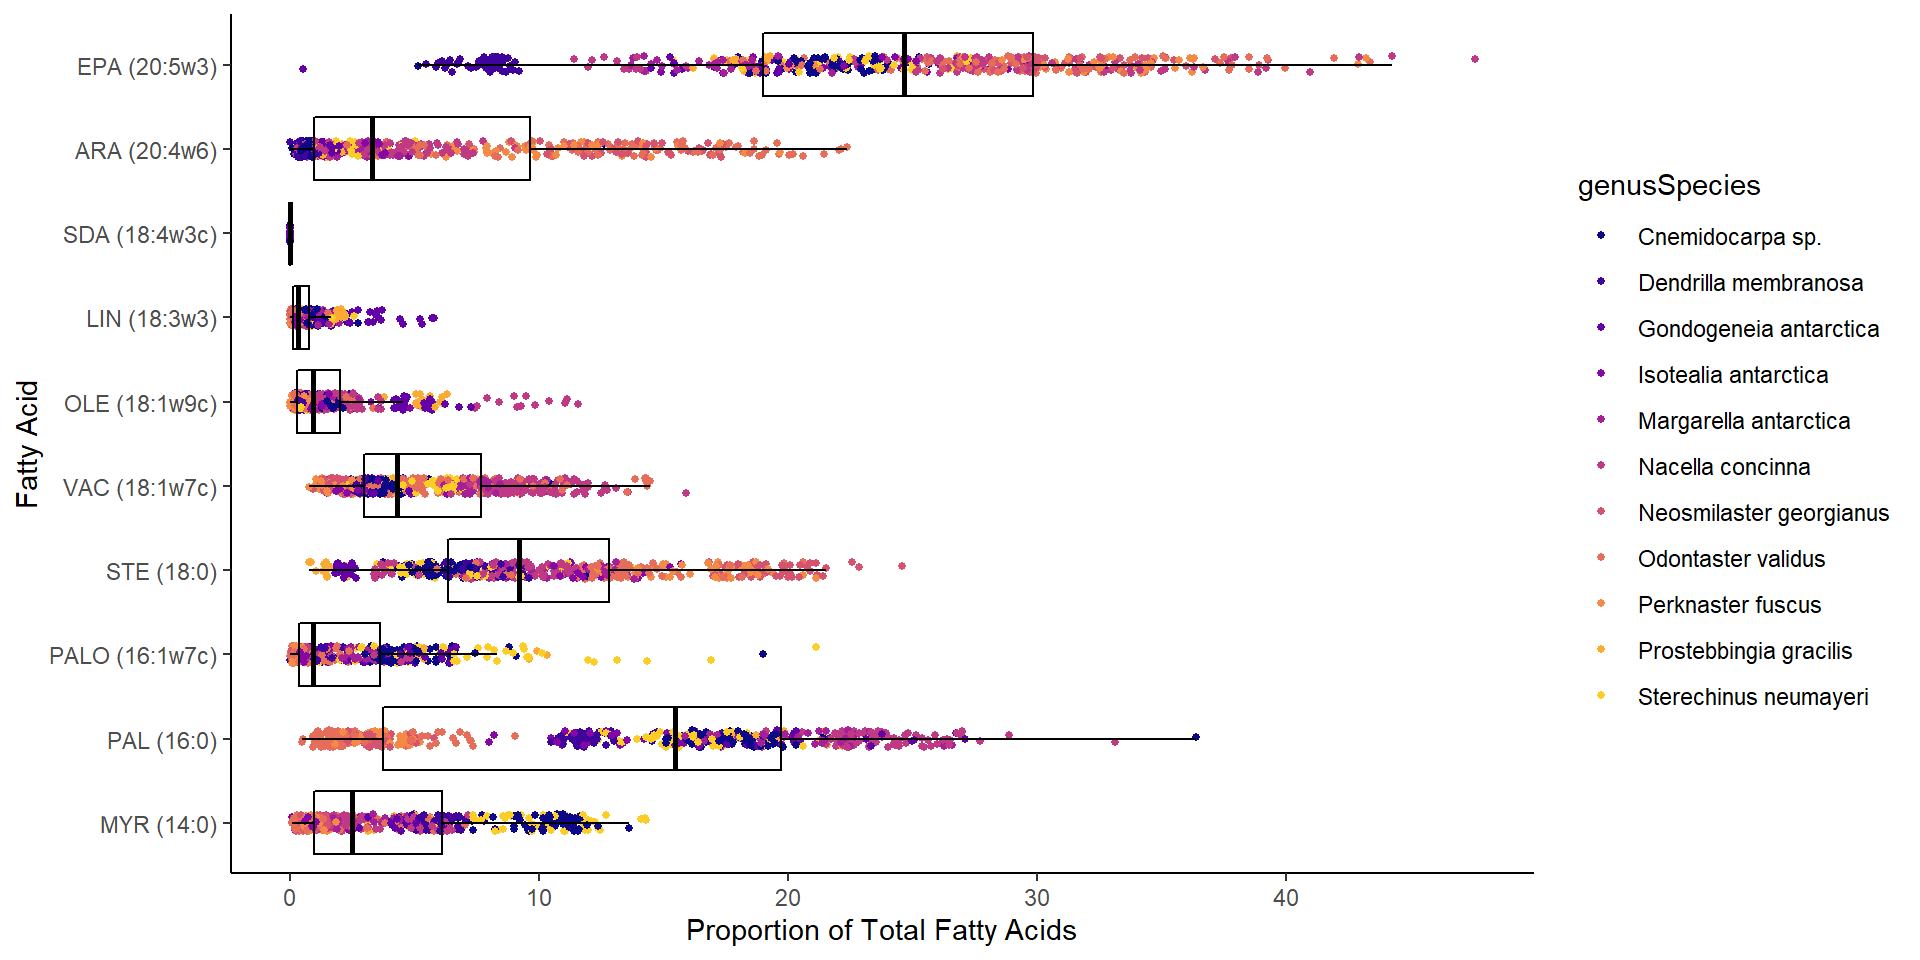 EPA (20:5w3)
ARA (20:4w6)
SDA (18:4w3c)
LIN (18:3w3)
OLE (18:1w9c)
VAC (18:1w7c)
STE (18:0)
PALO (16:1w7c)
PAL (16:0)
MYR (14:0)
Fatty Acid
0 10 20 30 40
Proportion of Total Fatty Acids
genusSpecies
Cnemidocarpa sp.
Dendrilla membranosa
Gondogeneia antarctica
Isotealia antarctica
Margarella antarctica
Nacella concinna
Neosmilaster georgianus
Odontaster validus
Perknaster fuscus
Prostebbingia gracilis
Sterechinus neumayeri